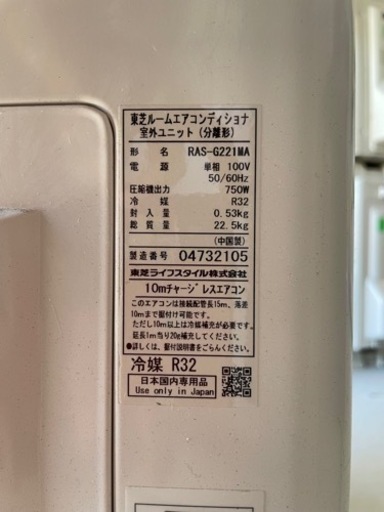 東芝ルームエアコンディショナ
室外ユニット(分離形)
形 名 RAS-G221MA
電 源 単相 100V
50/60Hz
圧縮機出力 750W
冷 媒 R32
封 入 量 0.53kg
総 質 量 22.5kg
(中国製)
製造番号 04732105
東芝ライフスタイル株式会社
10mチャージレスエアコン
このエアコンは接続配管長15m、落差
10mまで据付け可能です。
ただし10m以上は冷媒補充が必要です。
延長1m当り20g補充してください。
●詳しくは、据付説明書をごらんください。
冷媒 R32
日本国内専用品
Use only in Japan